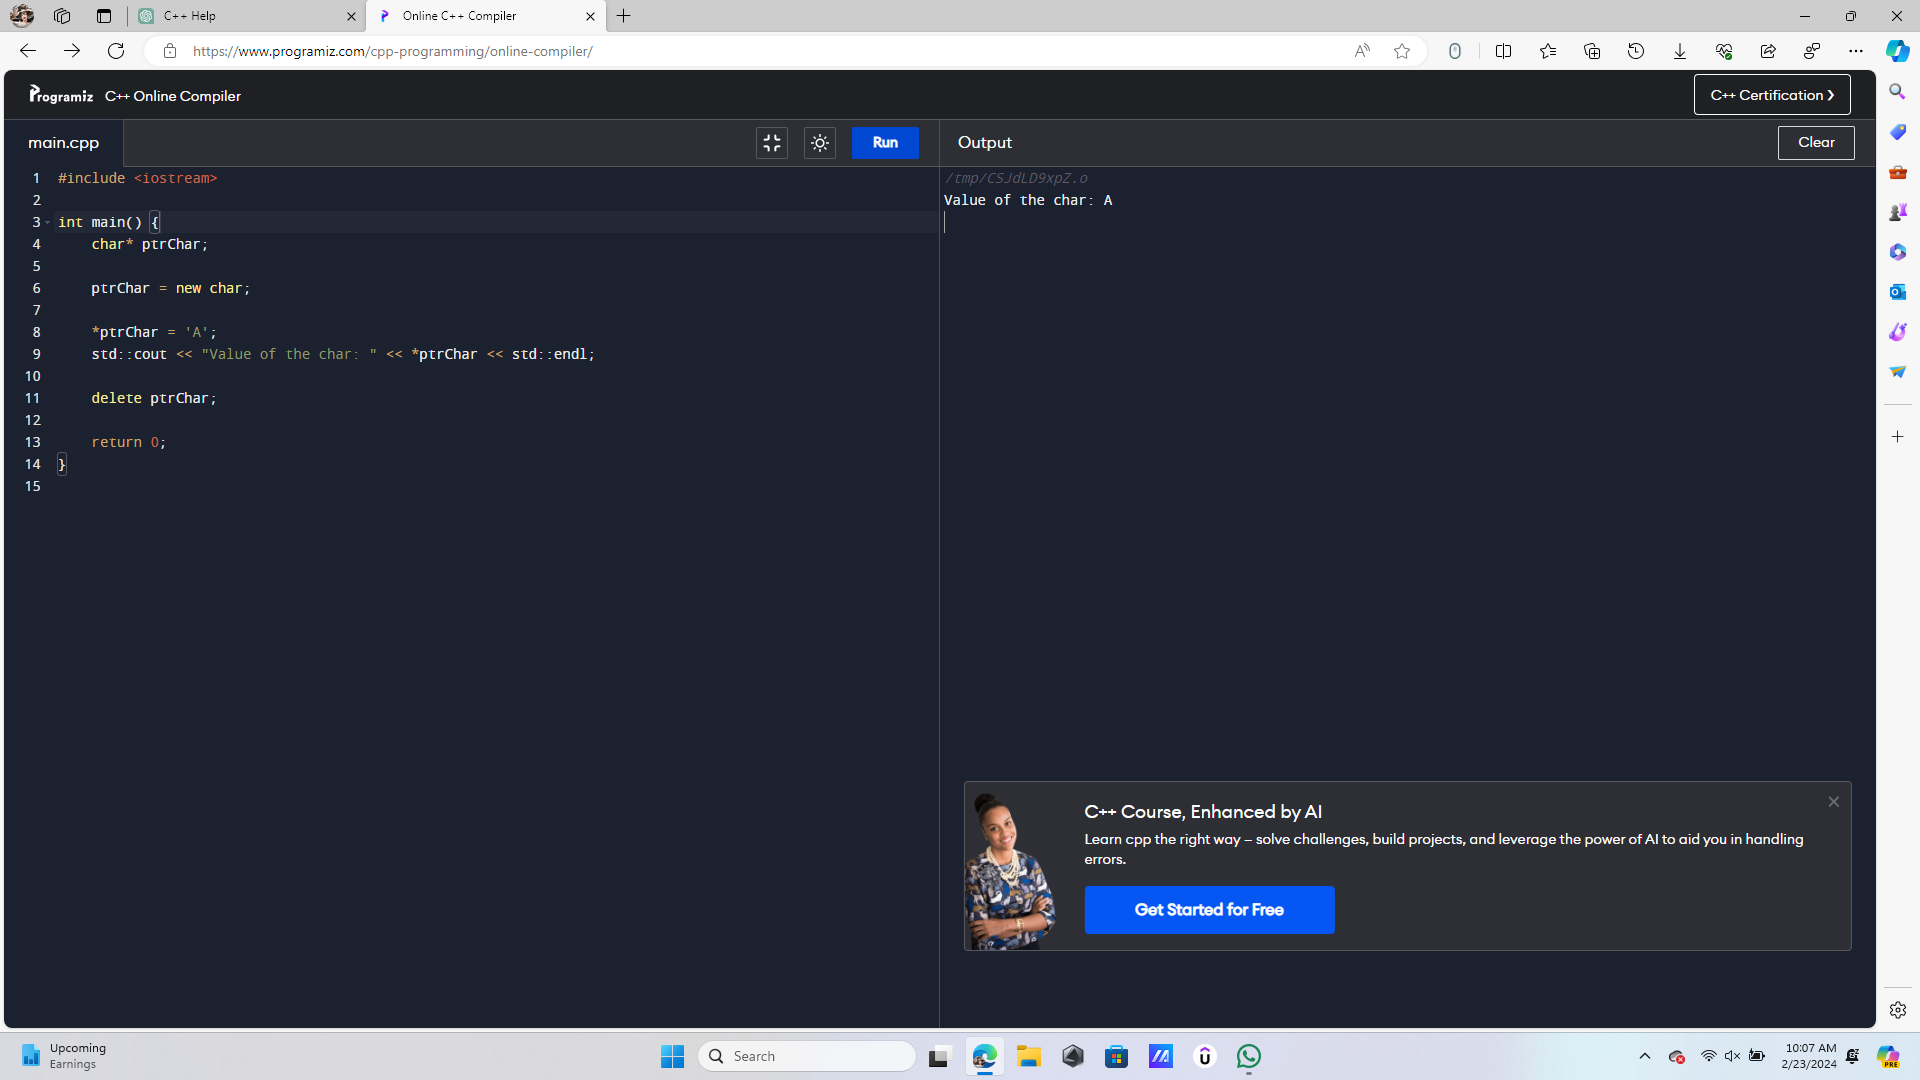 C++ Help
Online C++ Compiler
https://www.programiz.com/cpp-programming/online-compiler/
Programiz C++ Online Compiler
C++ Certification ❯
main.cpp
Run
Output
Clear
1 #include <iostream>
2
3 int main() {
4 char* ptrChar;
5
6 ptrChar = new char;
7
8 *ptrChar = 'A';
9 std::cout << "Value of the char: " << *ptrChar << std::endl;
10
11 delete ptrChar;
12
13 return 0;
14 }
15
/tmp/CSJdLD9xpZ.o
Value of the char: A
C++ Course, Enhanced by AI
Learn cpp the right way – solve challenges, build projects, and leverage the power of AI to aid you in handling
errors.
Get Started for Free
Upcoming
Earnings
Search
10:07 AM
2/23/2024
PRE